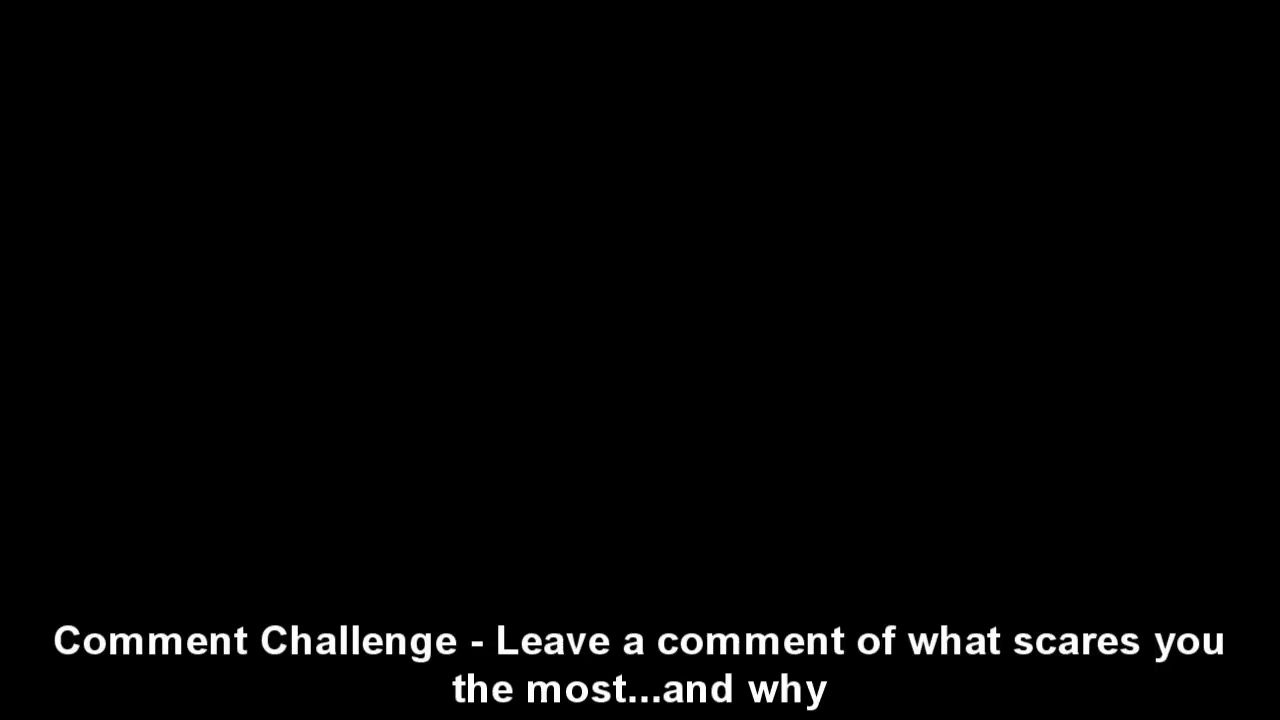 Comment Challenge - Leave a comment of what scares you
the most...and why